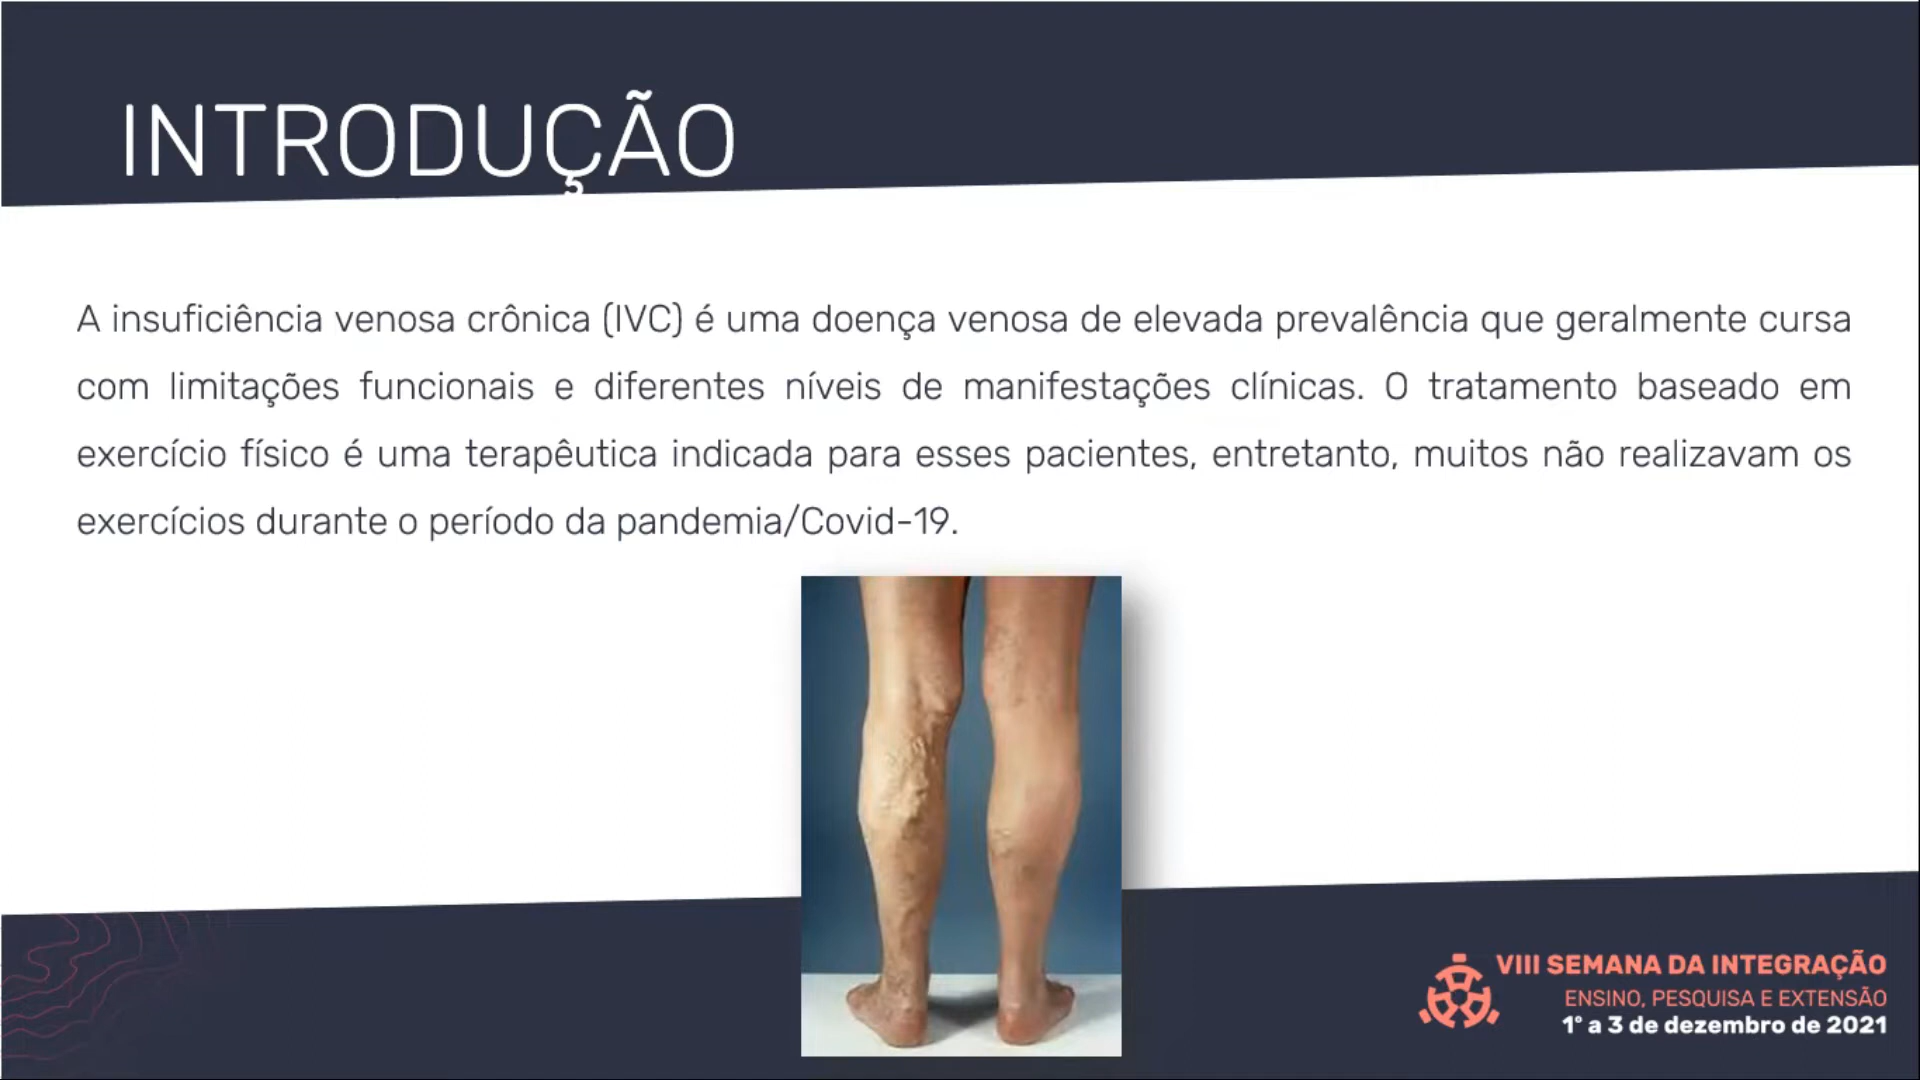 INTRODUÇÃO
A insuficiência venosa crônica (IVC) é uma doença venosa de elevada prevalência que geralmente cursa
com limitações funcionais e diferentes níveis de manifestações clínicas. O tratamento baseado em
exercício físico é uma terapêutica indicada para esses pacientes, entretanto, muitos não realizavam os
exercícios durante o período da pandemia/Covid-19.
VIII SEMANA DA INTEGRAÇÃO
ENSINO, PESQUISA E EXTENSÃO
1º a 3 de dezembro de 2021